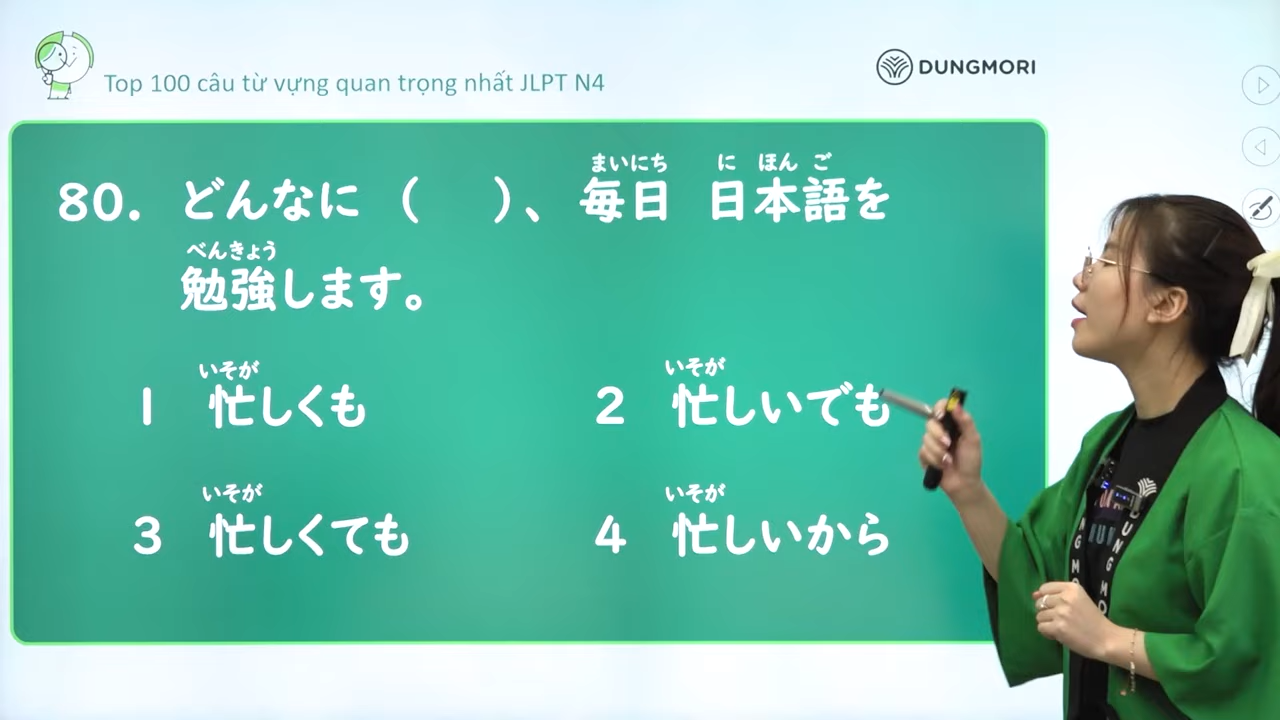 Top 100 câu từ vựng quan trọng nhất JLPT N4
DUNGMORI
まいにち に ほん ご
80. どんなに ( )、毎日 日本語を
べんきょう
勉強します。
いそが いそが
1 忙しくも 2 忙しいでも
いそが いそが
3 忙しくても 4 忙しいから